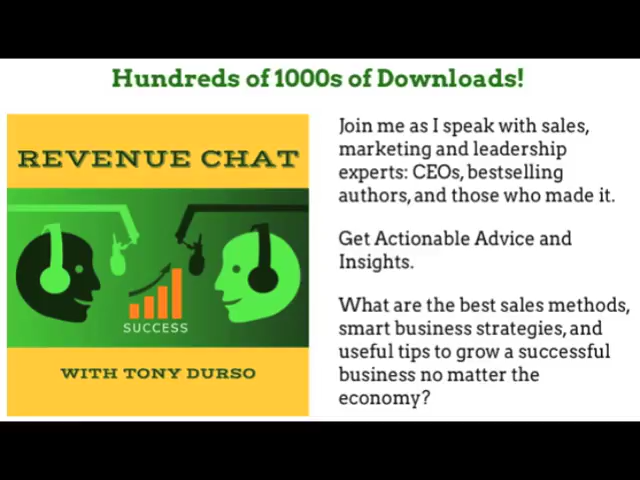 Hundreds of 1000s of Downloads!
REVENUE CHAT
SUCCESS
WITH TONY DURSO
Join me as I speak with sales,
marketing and leadership
experts: CEOs, bestselling
authors, and those who made it.
Get Actionable Advice and
Insights.
What are the best sales methods,
smart business strategies, and
useful tips to grow a successful
business no matter the
economy?